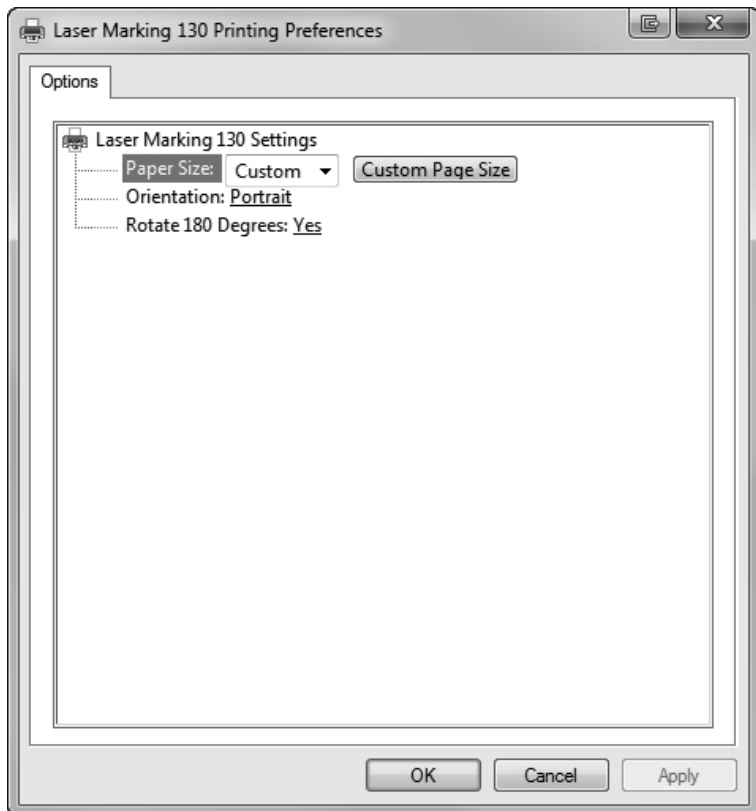 Laser Marking 130 Printing Preferences
X
Options
Laser Marking 130 Settings
Paper Size: Custom Custom Page Size
Orientation: Portrait
Rotate 180 Degrees: Yes
OK Cancel Apply